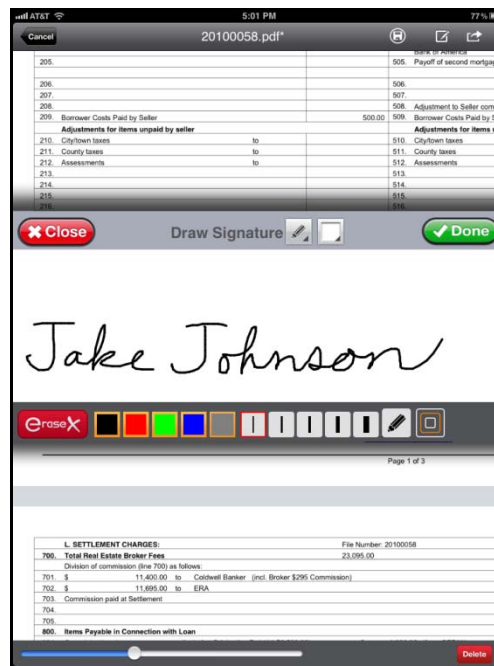 AT&T 5:01 PM 77%
Cancel 20100058.pdf*
Bank of America
205. 505. Payoff of second mortgag
206. 506.
207. 507.
208. 508. Adjustment to Seller com
209. Borrower Costs Paid by Seller 500.00 509. Borrower Costs Paid by S
Adjustments for items unpaid by seller Adjustments for items
210. City/town taxes to 510. City/town taxes
211. County taxes to 511. County taxes
212. Assessments to 512. Assessments
213. 513.
214. 514.
215. 515.
216. 516.
Close Draw Signature Done
Jake Johnson
erase X
Page 1 of 3
L. SETTLEMENT CHARGES: File Number: 20100058
700. Total Real Estate Broker Fees 23,095.00
Division of commission (line 700) as follows:
701. $ 11,400.00 to Coldwell Banker (incl. Broker $295 Commission)
702. $ 11,695.00 to ERA
703. Commission paid at Settlement
704.
705.
800. Items Payable in Connection with Loan
Delete